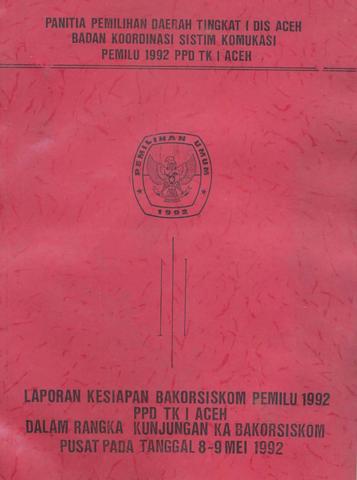 PANITIA PEMILIHAN DAERAH TINGKAT I DIS ACEH
BADAN KOORDINASI SISTIM KOMUKASI
PEMILU 1992 PPD TK I ACEH
PEMILIHAN UMUM
1992
LAPORAN KESIAPAN BAKORSISKOM PEMILU 1992
PPD TK I ACEH
DALAM RANGKA KUNJUNGAN KA BAKORSISKOM
PUSAT PADA TANGGAL 8-9 MEI 1992